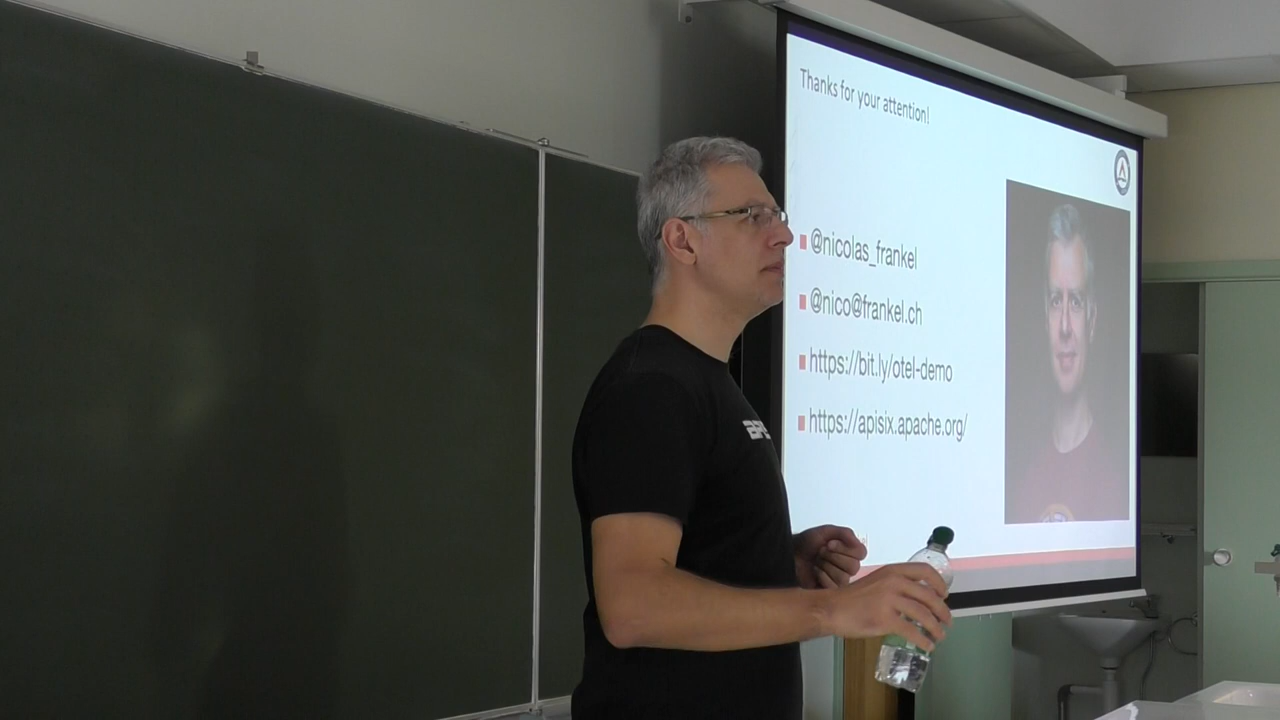 Thanks for your attention!
@nicolas_frankel
@nico@frankel.ch
https://bit.ly/otel-demo
https://apisix.apache.org/